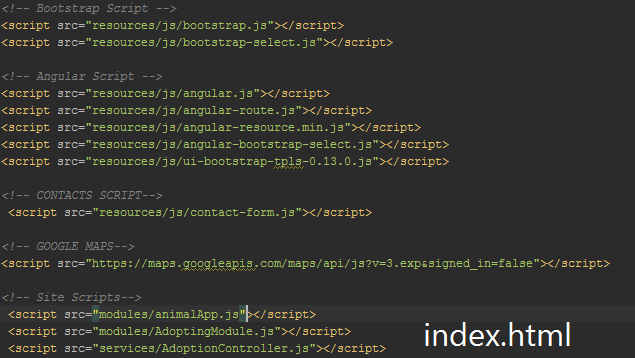 <!-- Bootstrap Script -->
<script src="resources/js/bootstrap.js"></script>
<script src="resources/js/bootstrap-select.js"></script>
<!-- Angular Script -->
<script src="resources/js/angular.js"></script>
<script src="resources/js/angular-route.js"></script>
<script src="resources/js/angular-resource.min.js"></script>
<script src="resources/js/angular-bootstrap-select.js"></script>
<script src="resources/js/ui-bootstrap-tpls-0.13.0.js"></script>
<!-- CONTACTS SCRIPT-->
<script src="resources/js/contact-form.js"></script>
<!-- GOOGLE MAPS-->
<script src="https://maps.googleapis.com/maps/api/js?v=3.exp&signed_in=false"></script>
<!-- Site Scripts-->
<script src="modules/animalApp.js"></script>
<script src="modules/AdoptingModule.js"></script>
<script src="services/AdoptionController.js"></script>
index.html